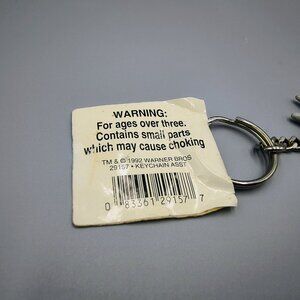 WARNING:
For ages over three.
Contains small parts
which may cause choking
TM & © 1992 WARNER BROS
29157 • KEYCHAIN ASST
0 83361 29157 7